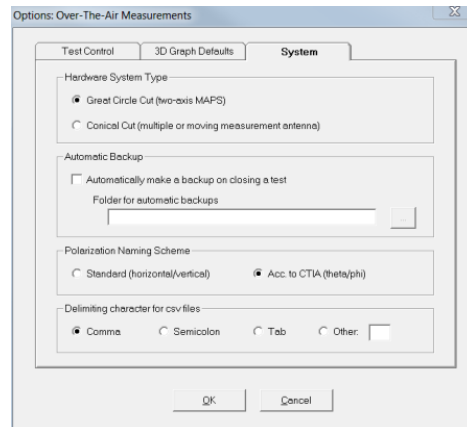 Options: Over-The-Air Measurements
Test Control 3D Graph Defaults System
Hardware System Type
Great Circle Cut (two-axis MAPS)
Conical Cut (multiple or moving measurement antenna)
Automatic Backup
Automatically make a backup on closing a test
Folder for automatic backups
...
Polarization Naming Scheme
Standard (horizontal/vertical) Acc. to CTIA (theta/phi)
Delimiting character for csv files
Comma Semicolon Tab Other:
OK Cancel